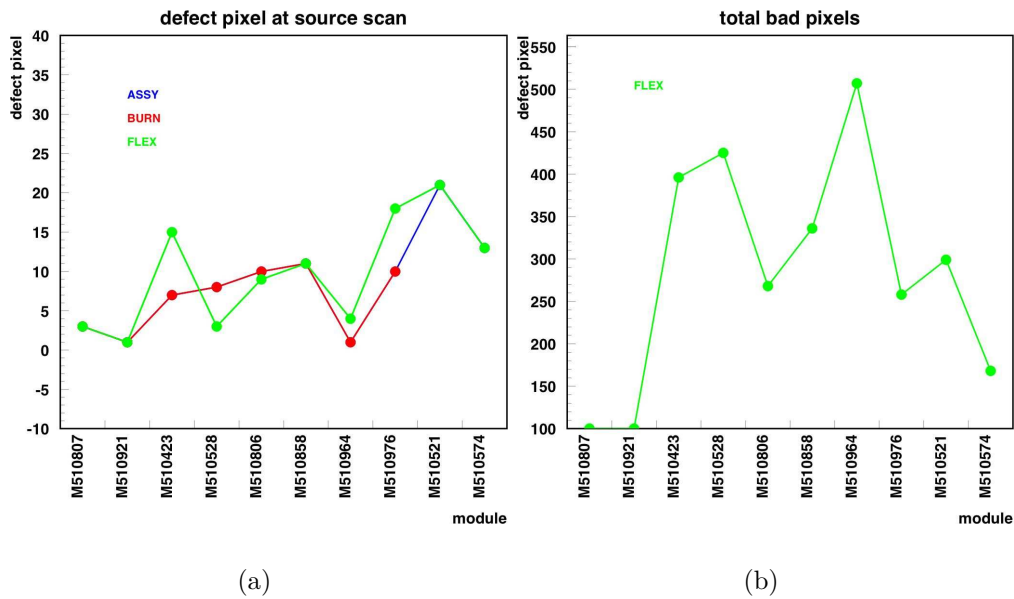 defect pixel at source scan
defect pixel
40
35
30
25
20
15
10
5
0
-5
-10
ASSY
BURN
FLEX
M510807
M510921
M510423
M510528
M510806
M510858
M510964
M510976
M510521
M510574
module
(a)
total bad pixels
defect pixel
550
500
450
400
350
300
250
200
150
100
FLEX
M510807
M510921
M510423
M510528
M510806
M510858
M510964
M510976
M510521
M510574
module
(b)